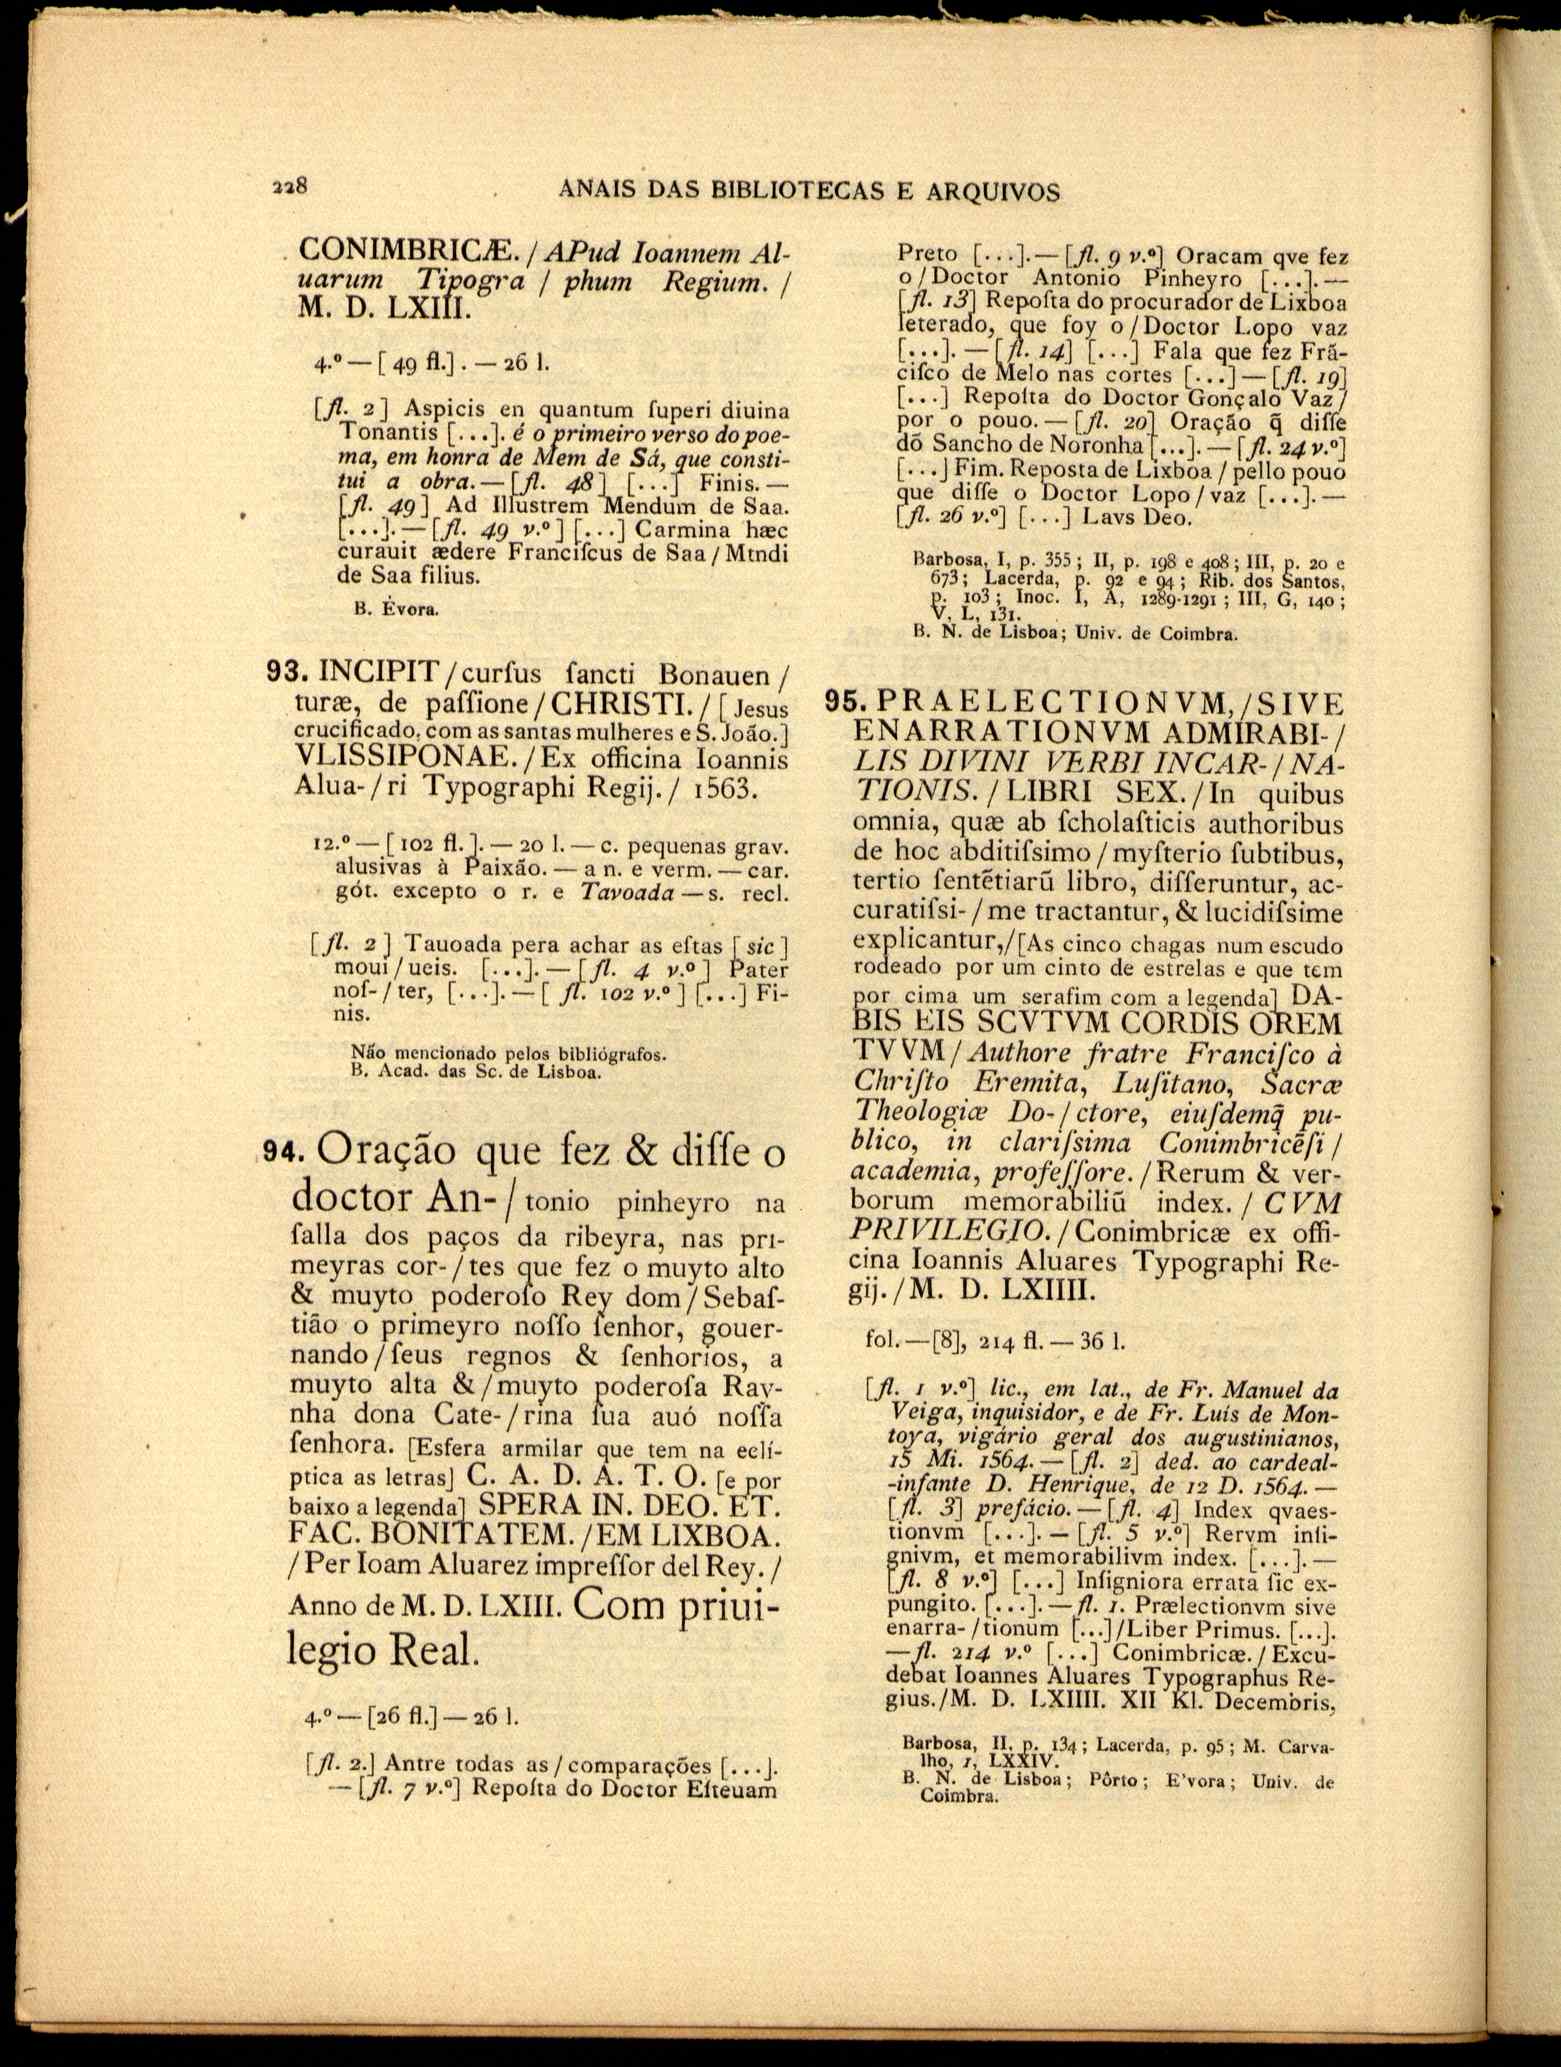 228
ANAIS DAS BIBLIOTECAS E ARQUIVOS
CONIMBRICÆ. / APud Ioannem Al-
uarum Tipogra / phum Regium. /
M. D. LXIII.
4.º — [ 49 fl.] . — 26 l.
[fl. 2] Aspicis en quantum ſuperi diuina
Tonantis [...]. é o primeiro verso do poe-
ma, em honra de Mem de Sá, que consti-
tui a obra. — [fl. 48] [...] Finis. —
[fl. 49] Ad Illustrem Mendum de Saa.
[...]. — [fl. 49 v.º] [...] Carmina hæc
curauit ædere Franciſcus de Saa / Mtndi
de Saa filius.
B. Évora.
93. INCIPIT / curſus ſancti Bonauen /
turæ, de paſſione / CHRISTI. / [ Jesus
crucificado, com as santas mulheres e S. João.]
VLISSIPONAE. / Ex officina Ioannis
Alua- / ri Typographi Regij. / 1563.
12.º — [ 102 fl. ]. — 20 l. — c. pequenas grav.
alusivas à Paixão. — a n. e verm. — car.
gót. excepto o r. e Tavoada — s. recl.
[ fl. 2 ] Tauoada pera achar as eſtas [ sic ]
moui / ueis. [...]. — [ fl. 4 v.º ] Pater
noſ- / ter, [...]. — [ fl. 102 v.º ] [...] Fi-
nis.
Não mencionado pelos bibliógrafos.
B. Acad. das Sc. de Lisboa.
94. Oração que fez & diſſe o
doctor An- / tonio pinheyro na
ſalla dos paços da ribeyra, nas pri-
meyras cor- / tes que fez o muyto alto
& muyto poderoſo Rey dom / Sebaſ-
tião o primeyro noſſo ſenhor, gouer-
nando / ſeus regnos & ſenhorios, a
muyto alta & / muyto poderoſa Ray-
nha dona Cate- / rina ſua auó noſſa
ſenhora. [Esfera armilar que tem na eclí-
ptica as letras] C. A. D. A. T. O. [e por
baixo a legenda] SPERA IN. DEO. ET.
FAC. BONITATEM. / EM LIXBOA.
/ Per Ioam Aluarez impreſſor del Rey. /
Anno de M. D. LXIII. Com priui-
legio Real.
4.º — [26 fl.] — 26 l.
[fl. 2.] Antre todas as / comparações [...].
— [fl. 7 v.º] Repoſta do Doctor Eſteuam
Preto [...]. — [fl. 9 v.º] Oracam qve fez
o / Doctor Antonio Pinheyro [...]. —
[fl. 13] Repoſta do procurador de Lixboa
leterado, que foy o / Doctor Lopo vaz
[...]. — [fl. 14] [...] Fala que fez Frã-
ciſco de Melo nas cortes [...] — [fl. 19]
[...] Repoſta do Doctor Gonçalo Vaz /
por o pouo. — [fl. 20] Oração q̃ diſſe
dõ Sancho de Noronha [...]. — [fl. 24 v.º]
[...] Fim. Reposta de Lixboa / pello pouo
que diſſe o Doctor Lopo / vaz [...]. —
[fl. 26 v.º] [...] Lavs Deo.
Barbosa, I, p. 355 ; II, p. 198 e 408 ; III, p. 20 e
673 ; Lacerda, p. 92 e 94 ; Rib. dos Santos,
p. 103 ; Inoc. I, A, 1289-1291 ; III, G, 140 ;
V, L, 131.
B. N. de Lisboa; Univ. de Coimbra.
95. PRAELECTIONVM, / SIVE
ENARRATIONVM ADMIRABI- /
LIS DIVINI VERBI INCAR- / NA-
TIONIS. / LIBRI SEX. / In quibus
omnia, quæ ab ſcholaſticis authoribus
de hoc abditiſsimo / myſterio ſubtibus,
tertio ſentẽtiarũ libro, diſſeruntur, ac-
curatiſsi- / me tractantur, & lucidiſsime
explicantur, / [As cinco chagas num escudo
rodeado por um cinto de estrelas e que tem
por cima um serafim com a legenda] DA-
BIS EIS SCVTVM CORDIS OREM
TVVM / Authore fratre Franciſco à
Chriſto Eremita, Luſitano, Sacræ
Theologiæ Do- / ctore, eiuſdemq̃ pu-
blico, in clariſsima Conimbricẽſi /
academia, profeſſore. / Rerum & ver-
borum memorabiliũ index. / CVM
PRIVILEGIO. / Conimbricæ ex offi-
cina Ioannis Aluares Typographi Re-
gij. / M. D. LXIIII.
fol. — [8], 214 fl. — 36 l.
[fl. 1 v.º] lic., em lat., de Fr. Manuel da
Veiga, inquisidor, e de Fr. Luís de Mon-
toya, vigário geral dos augustinianos,
15 Mi. 1564. — [fl. 2] ded. ao cardeal-
-infante D. Henrique, de 12 D. 1564. —
[fl. 3] prefácio. — [fl. 4] Index qvaes-
tionvm [...]. — [fl. 5 v.º] Rervm inſi-
gnivm, et memorabilivm index. [...]. —
[fl. 8 v.º] [...] Inſigniora errata ſic ex-
pungito. [...]. — fl. 1. Prælectionvm sive
enarra- / tionum [...] / Liber Primus. [...].
— fl. 214 v.º [...] Conimbricæ. / Excu-
debat Ioannes Aluares Typographus Re-
gius. / M. D. LXIIII. XII Kl. Decembris,
Barbosa, II, p. 134 ; Lacerda, p. 95 ; M. Carva-
lho, I, LXXIV.
B. N. de Lisboa ; Pôrto ; E'vora ; Univ. de
Coimbra.